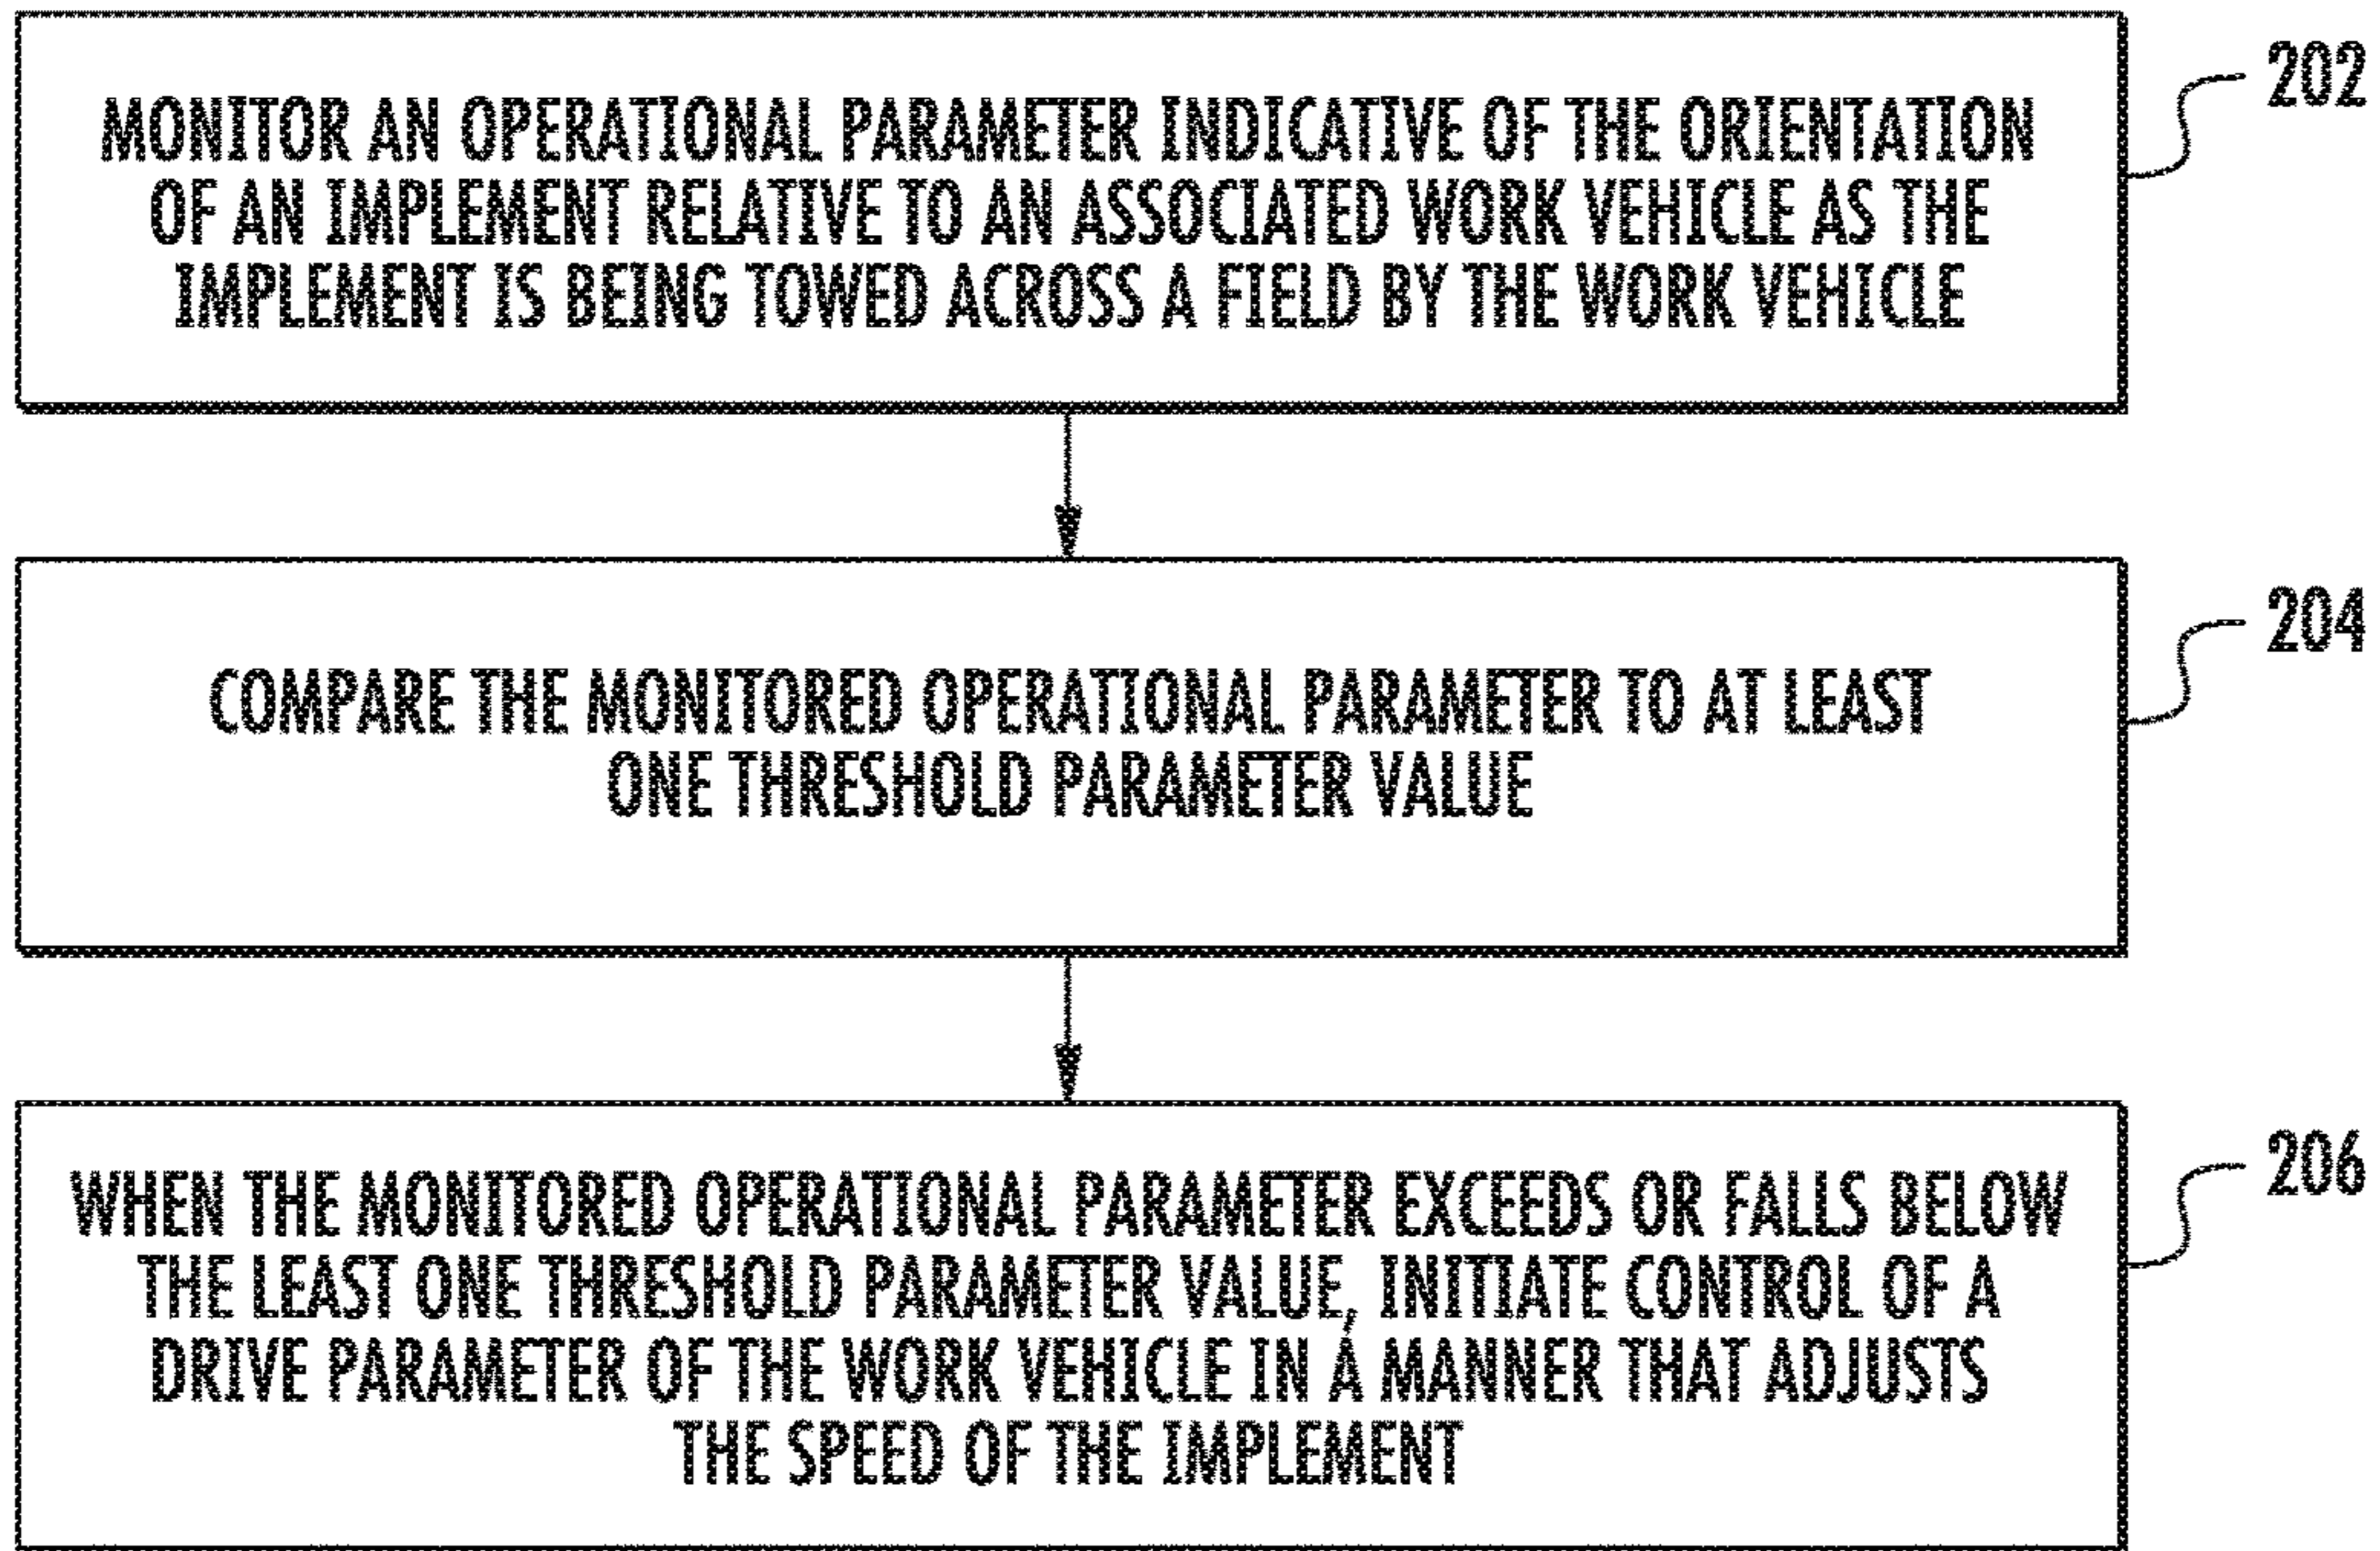 MONITOR AN OPERATIONAL PARAMETER INDICATIVE OF THE ORIENTATION
OF AN IMPLEMENT RELATIVE TO AN ASSOCIATED WORK VEHICLE AS THE
IMPLEMENT IS BEING TOWED ACROSS A FIELD BY THE WORK VEHICLE
202
COMPARE THE MONITORED OPERATIONAL PARAMETER TO AT LEAST
ONE THRESHOLD PARAMETER VALUE
204
WHEN THE MONITORED OPERATIONAL PARAMETER EXCEEDS OR FALLS BELOW
THE LEAST ONE THRESHOLD PARAMETER VALUE, INITIATE CONTROL OF A
DRIVE PARAMETER OF THE WORK VEHICLE IN A MANNER THAT ADJUSTS
THE SPEED OF THE IMPLEMENT
206